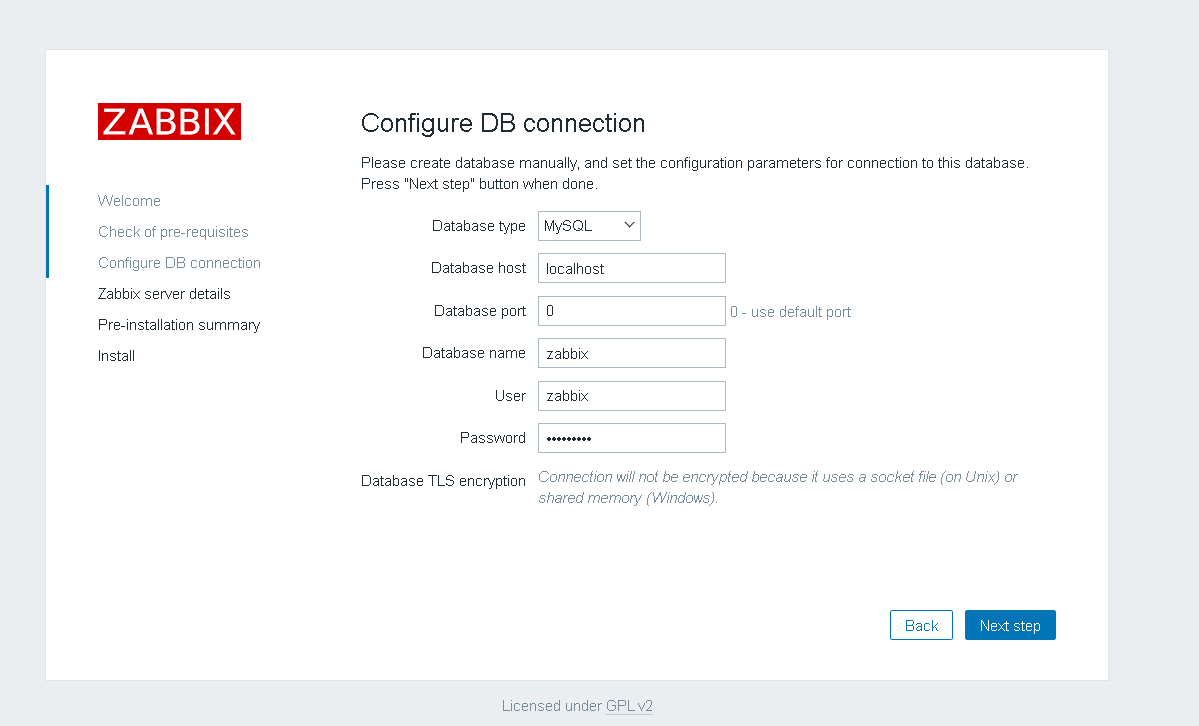 ZABBIX
Welcome
Check of pre-requisites
Configure DB connection
Zabbix server details
Pre-installation summary
Install
Configure DB connection
Please create database manually, and set the configuration parameters for connection to this database.
Press "Next step" button when done.
Database type MySQL
Database host localhost
Database port 0 0 - use default port
Database name zabbix
User zabbix
Password •••••••••
Database TLS encryption Connection will not be encrypted because it uses a socket file (on Unix) or
shared memory (Windows).
Back Next step
Licensed under GPL v2